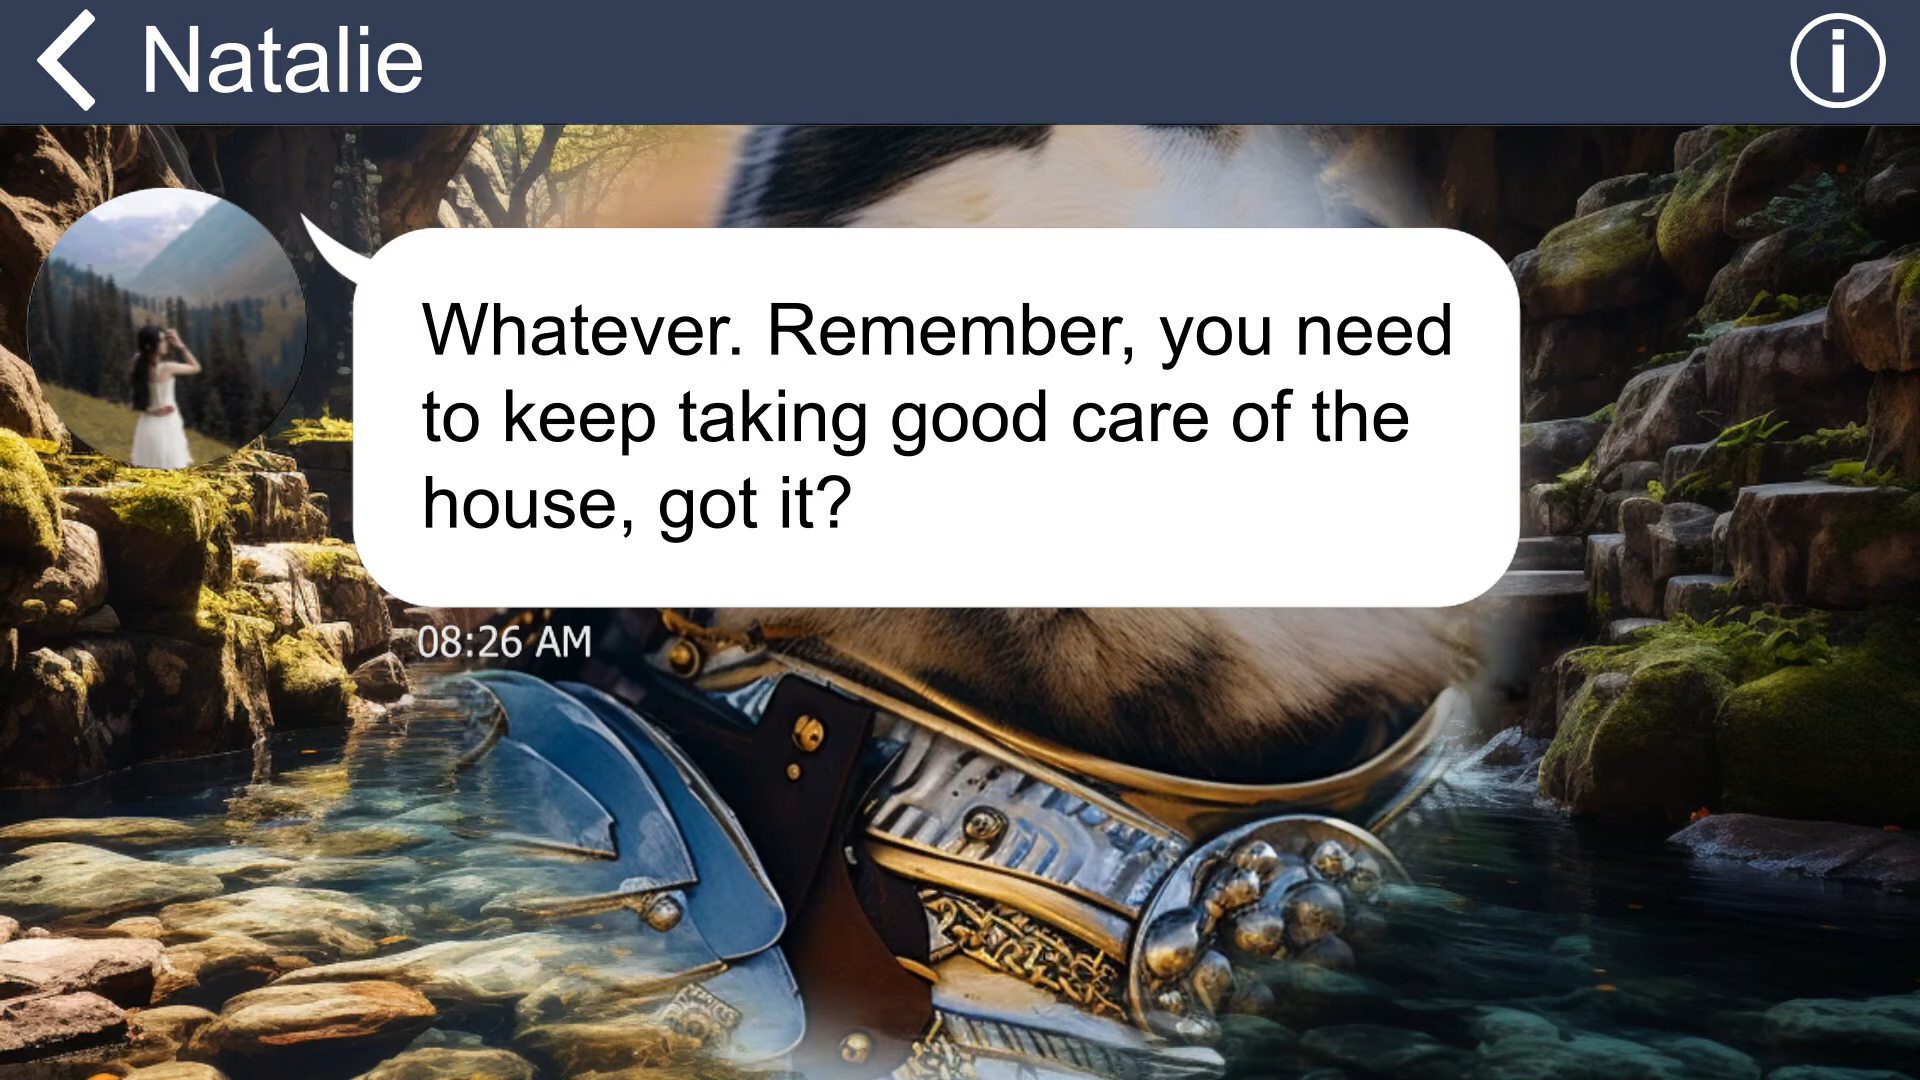 Natalie
Whatever. Remember, you need
to keep taking good care of the
house, got it?
08:26 AM